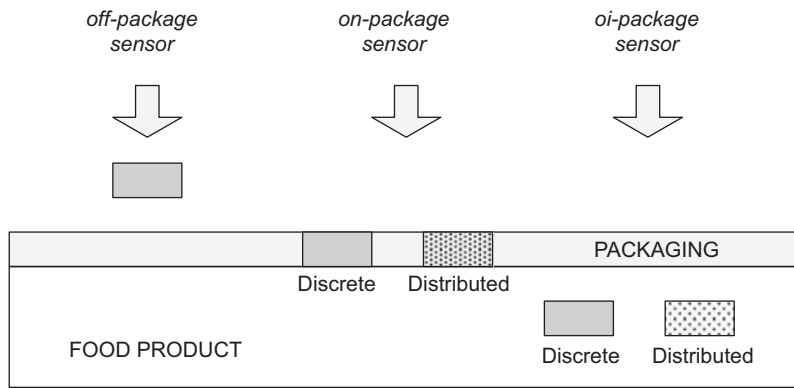 off-package
sensor
on-package
sensor
oi-package
sensor
PACKAGING
Discrete
Distributed
FOOD PRODUCT
Discrete
Distributed